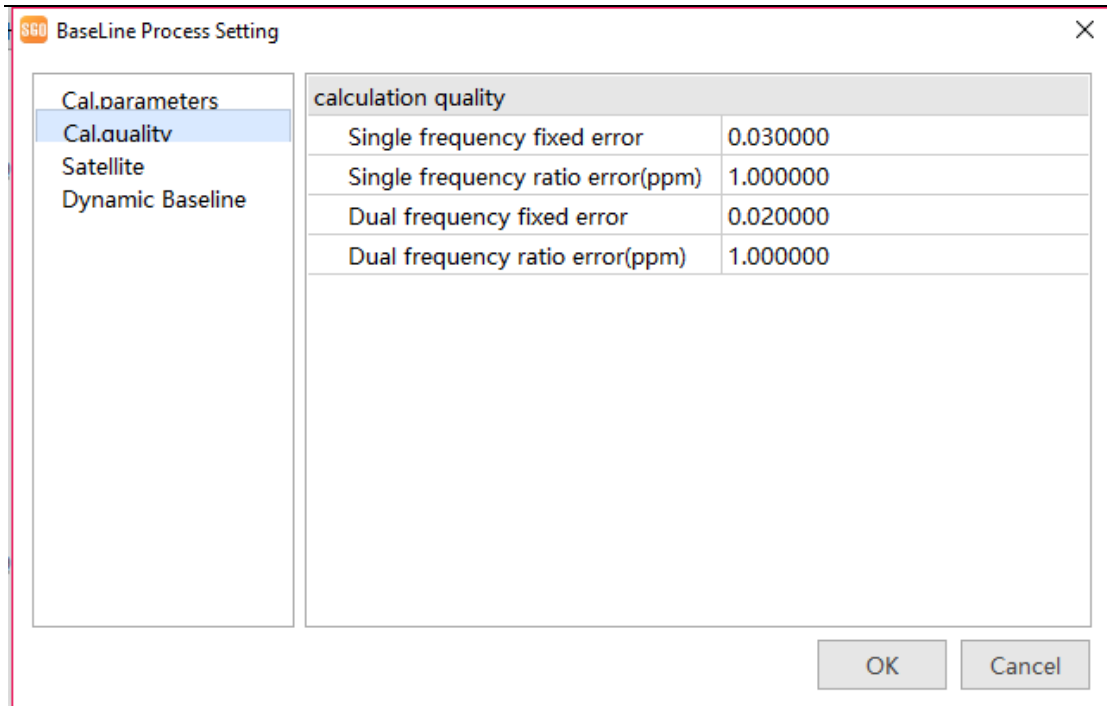 SGO BaseLine Process Setting
Cal.parameters
Cal.quality
Satellite
Dynamic Baseline
calculation quality
Single frequency fixed error 0.030000
Single frequency ratio error(ppm) 1.000000
Dual frequency fixed error 0.020000
Dual frequency ratio error(ppm) 1.000000
OK Cancel